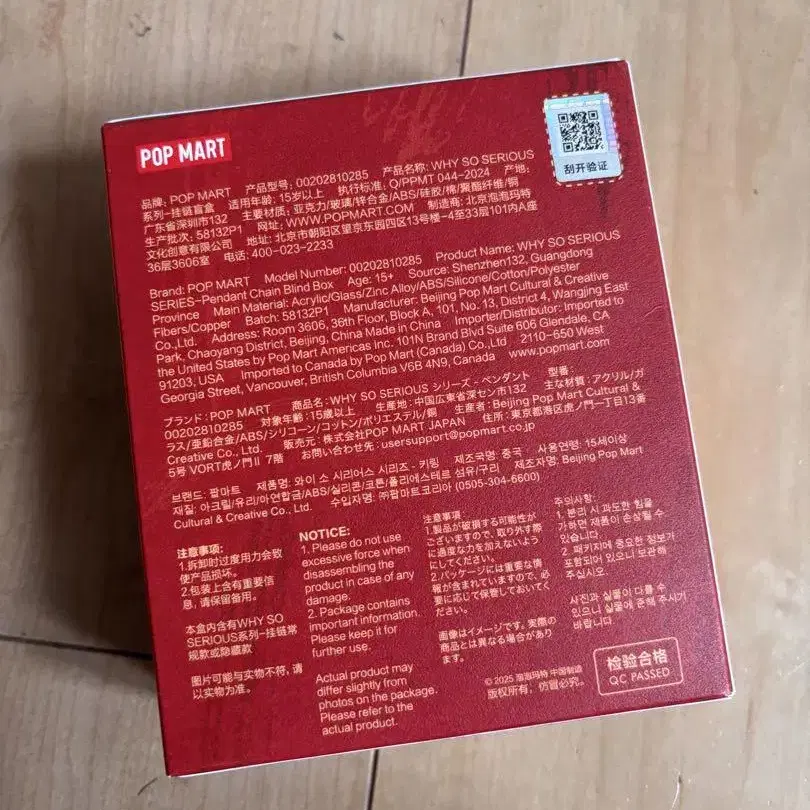 POP MART
刮开验证
品牌: POP MART 产品型号: 00202810285 产品名称: WHY SO SERIOUS
系列-挂链盲盒 适用年龄: 15岁以上 执行标准: Q/PPMT 044-2024 产地:
广东省深圳市132 主要材质: 亚克力/玻璃/锌合金/ABS/硅胶/棉/聚酯纤维/铜
生产批次: 58132P1 网址: WWW.POPMART.COM 制造商: 北京泡泡玛特
文化创意有限公司 地址: 北京市朝阳区望京东园四区13号楼-4至33层101内A座
36层3606室 电话: 400-023-2233
Brand: POP MART Model Number: 00202810285 Product Name: WHY SO SERIOUS
SERIES-Pendant Chain Blind Box Age: 15+ Source: Shenzhen132, Guangdong
Province Main Material: Acrylic/Glass/Zinc Alloy/ABS/Silicone/Cotton/Polyester
Fibers/Copper Batch: 58132P1 Manufacturer: Beijing Pop Mart Cultural & Creative
Co.,Ltd. Address: Room 3606, 36th Floor, Block A, 101, No. 13, District 4, Wangjing East
Park, Chaoyang District, Beijing, China Made in China Importer/Distributor: Imported to
the United States by Pop Mart Americas inc. 101N Brand Blvd Suite 606 Glendale, CA
91203, USA Imported to Canada by Pop Mart (Canada) Co.,Ltd 2110-650 West
Georgia Street, Vancouver, British Columbia V6B 4N9, Canada www.popmart.com
ブランド: POP MART 商品名: WHY SO SERIOUS シリーズ - ペンダント 型番:
00202810285 対象年齢: 15歳以上 生産地: 中国広東省深セン市132 主な材質: アクリル/ガ
ラス/亜鉛合金/ABS/シリコーン/コットン/ポリエステル/銅 生産者: Beijing Pop Mart Cultural &
Creative Co., Ltd. 販売元: 株式会社POP MART JAPAN 住所: 東京都港区虎ノ門一丁目13番
5号 VORT虎ノ門II 7階 お問い合わせ先: usersupport@popmart.co.jp
브랜드: 팝마트 제품명: 와이 소 시리어스 시리즈 - 키링 제조국명: 중국 사용연령: 15세이상
재질: 아크릴/유리/아연합금/ABS/실리콘/코튼/폴리에스테르 섬유/구리 제조자명: Beijing Pop Mart
Cultural & Creative Co., Ltd. 수입자명: ㈜팝마트코리아 (0505-304-6600)
注意事项:
1.拆卸时过度用力会致
使产品损坏。
2.包装上含有重要信
息, 请保留备用。
本盒内含有WHY SO
SERIOUS系列-挂链常
规款或隐藏款
图片可能与实物不符, 请
以实物为准。
NOTICE:
1. Please do not use
excessive force when
disassembling the
product in case of any
damage.
2. Package contains
important information.
Please keep it for
further use.
Actual product may
differ slightly from
photos on the package.
Please refer to the
actual product.
注意事項:
1.製品が破損する可能性が
ございますので、取り外す際
に過度な力を加えないよう
にしてください。
2.パッケージには重要な情
報が含まれていますので、必
要に応じて保管しておいてく
ださい。
画像はイメージです。実際の
商品とは異なる場合があり
ます。
주의사항:
1. 분리 시 과도한 힘을
가하면 제품이 손상될 수
있습니다.
2. 패키지에 중요한 정보가
포함되어 있으니 보관해
주십시오.
사진과 실물이 다를 수
있으니 실물에 준해 주시기
바랍니다.
© 2025 泡泡玛特 中国制造
版权所有, 仿冒必究。
检验合格
QC PASSED